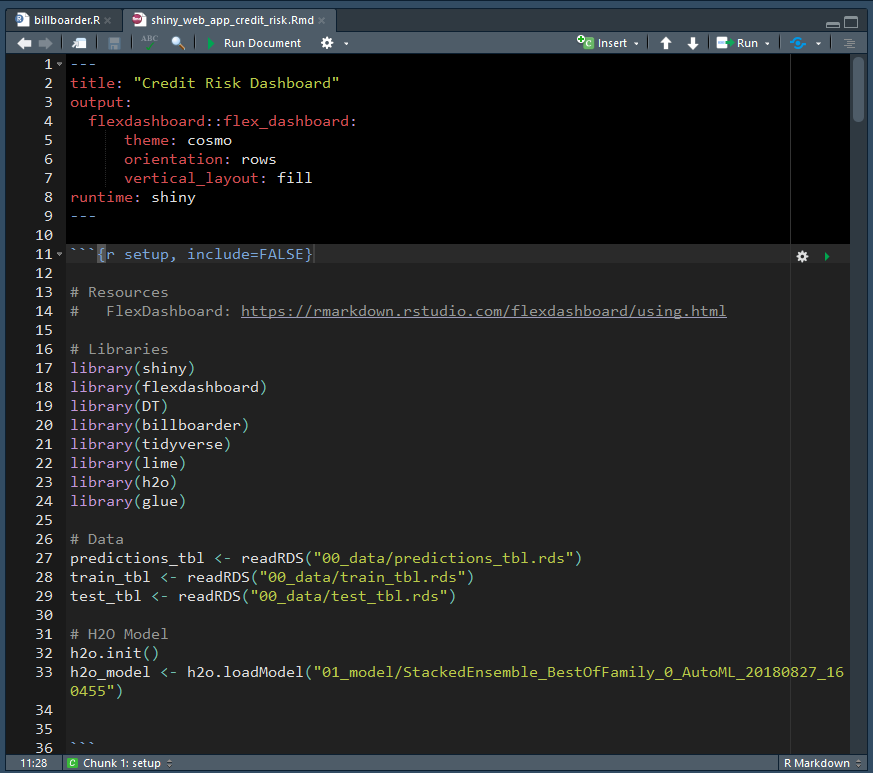 billboarder.R × shiny_web_app_credit_risk.Rmd ×
ABC Run Document Insert Run
1 ---
2 title: "Credit Risk Dashboard"
3 output:
4 flexdashboard::flex_dashboard:
5 theme: cosmo
6 orientation: rows
7 vertical_layout: fill
8 runtime: shiny
9 ---
10
11 ```{r setup, include=FALSE}
12
13 # Resources
14 #   FlexDashboard: https://rmarkdown.rstudio.com/flexdashboard/using.html
15
16 # Libraries
17 library(shiny)
18 library(flexdashboard)
19 library(DT)
20 library(billboarder)
21 library(tidyverse)
22 library(lime)
23 library(h2o)
24 library(glue)
25
26 # Data
27 predictions_tbl <- readRDS("00_data/predictions_tbl.rds")
28 train_tbl <- readRDS("00_data/train_tbl.rds")
29 test_tbl <- readRDS("00_data/test_tbl.rds")
30
31 # H2O Model
32 h2o.init()
33 h2o_model <- h2o.loadModel("01_model/StackedEnsemble_BestOfFamily_0_AutoML_20180827_16
0455")
34
35
36 ```
11:28 C Chunk 1: setup R Markdown